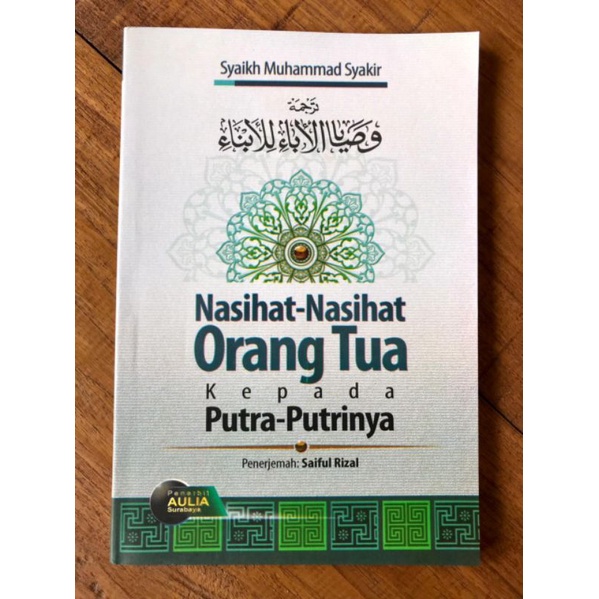 Syaikh Muhammad Syakir
ترجمة
وصايا الأباء للأبناء
Nasihat-Nasihat
Orang Tua
Kepada
Putra-Putrinya
Penerjemah: Saiful Rizal
Penerbit
AULIA
Surabaya